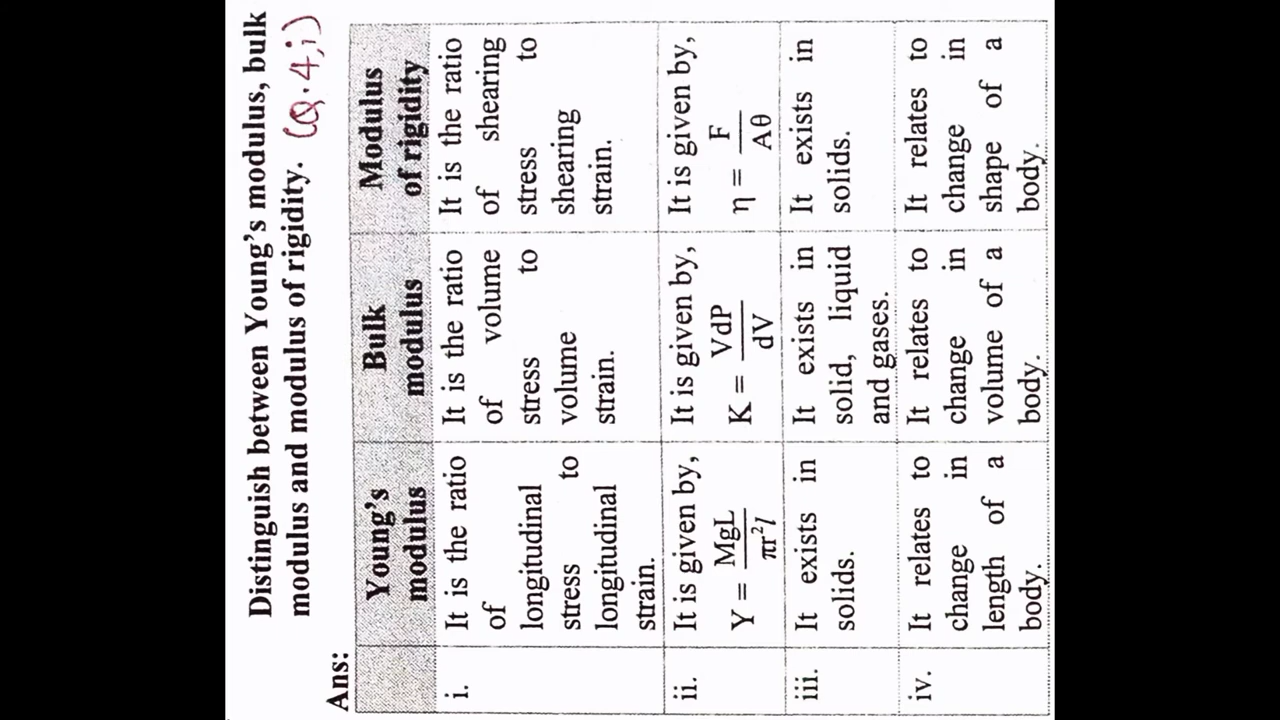 Distinguish between Young's modulus, bulk
modulus and modulus of rigidity. (Q.4,i)
Ans:
Young's
modulus
Bulk
modulus
Modulus
of rigidity
i.
It is the ratio
of
longitudinal
stress to
longitudinal
strain.
It is the ratio
of volume
stress to
volume
strain.
It is the ratio
of shearing
stress to
shearing
strain.
ii.
It is given by,
Y = MgL / πr²l
It is given by,
K = VdP / dV
It is given by,
η = F / Aθ
iii.
It exists in
solids.
It exists in
solid, liquid
and gases.
It exists in
solids.
iv.
It relates to
change in
length of a
body.
It relates to
change in
volume of a
body.
It relates to
change in
shape of a
body.